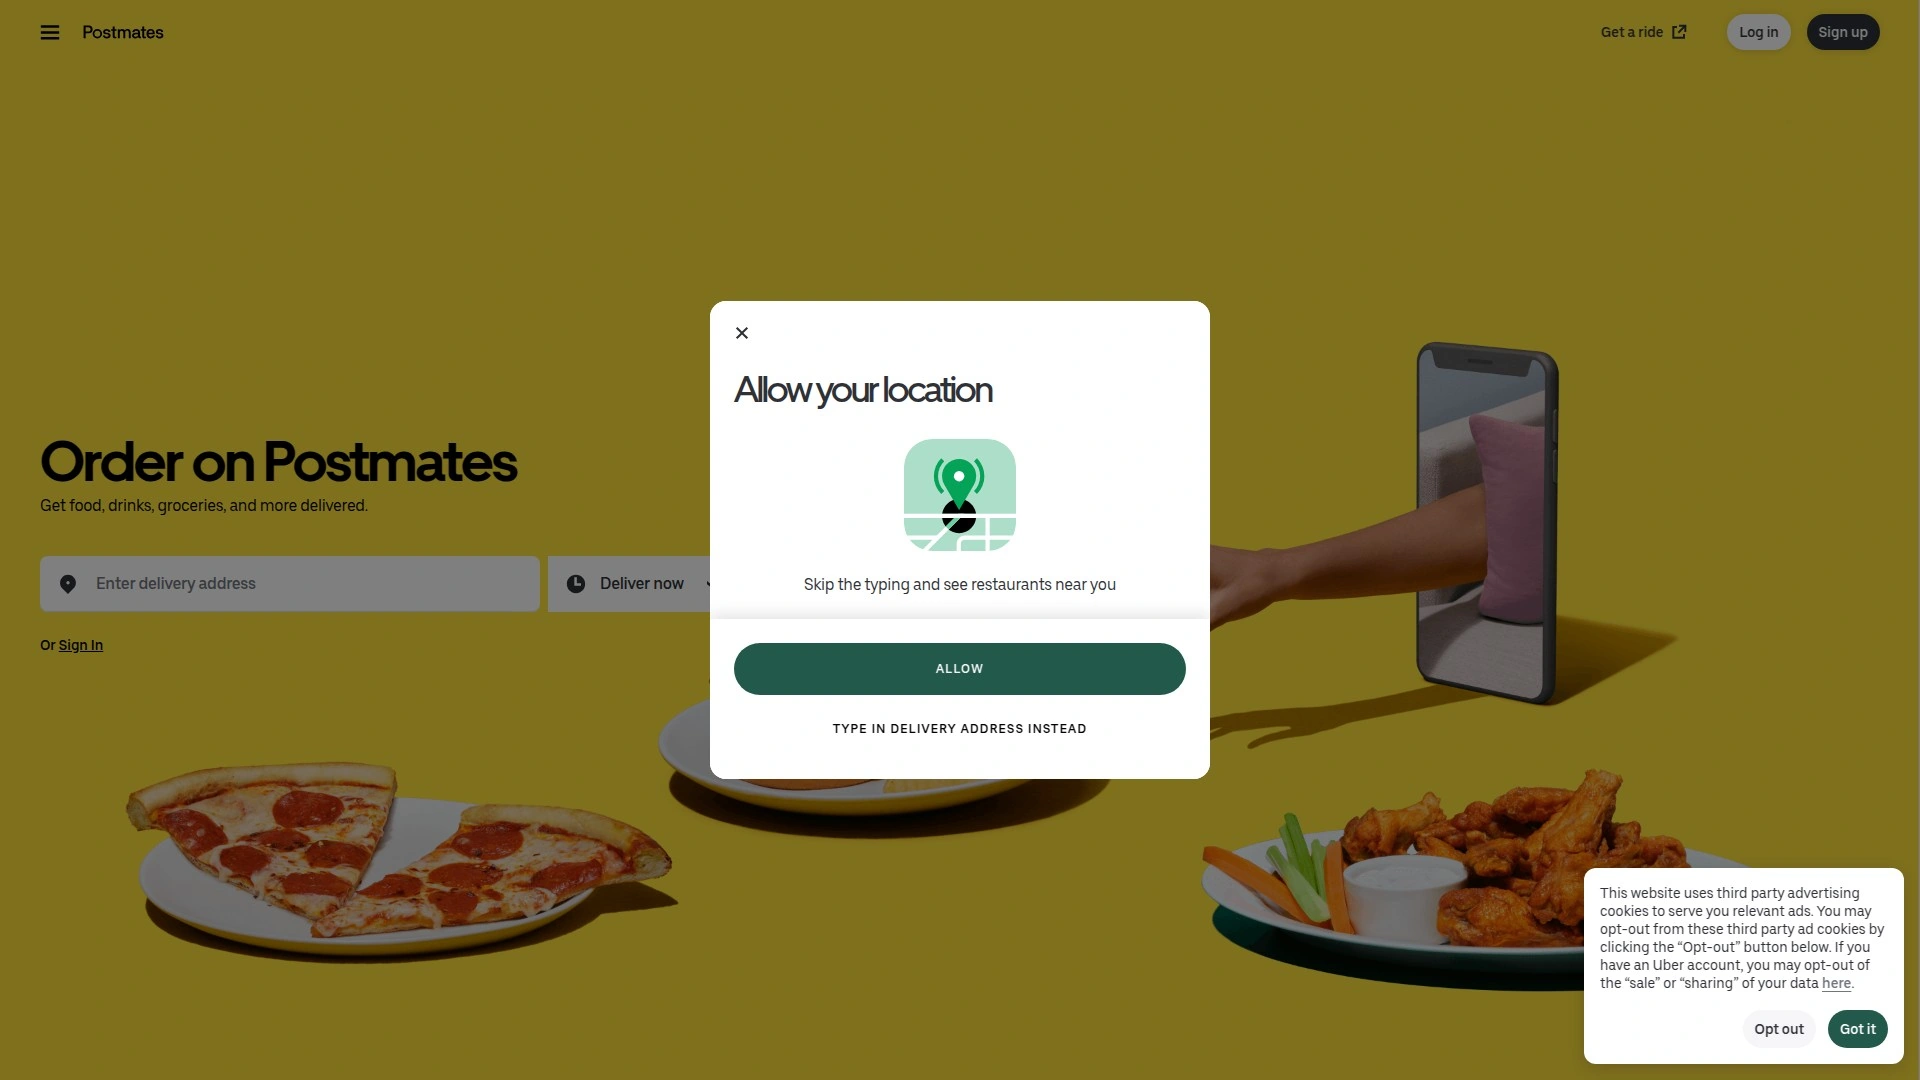 Postmates
Get a ride
Log in
Sign up
Allow your location
Order on Postmates
Get food, drinks, groceries, and more delivered.
Enter delivery address
Deliver now
Or Sign In
Skip the typing and see restaurants near you
ALLOW
TYPE IN DELIVERY ADDRESS INSTEAD
This website uses third party advertising
cookies to serve you relevant ads. You may
opt-out from these third party ad cookies by
clicking the “Opt-out” button below. If you
have an Uber account, you may opt-out of
the “sale” or “sharing” of your data here.
Opt out
Got it